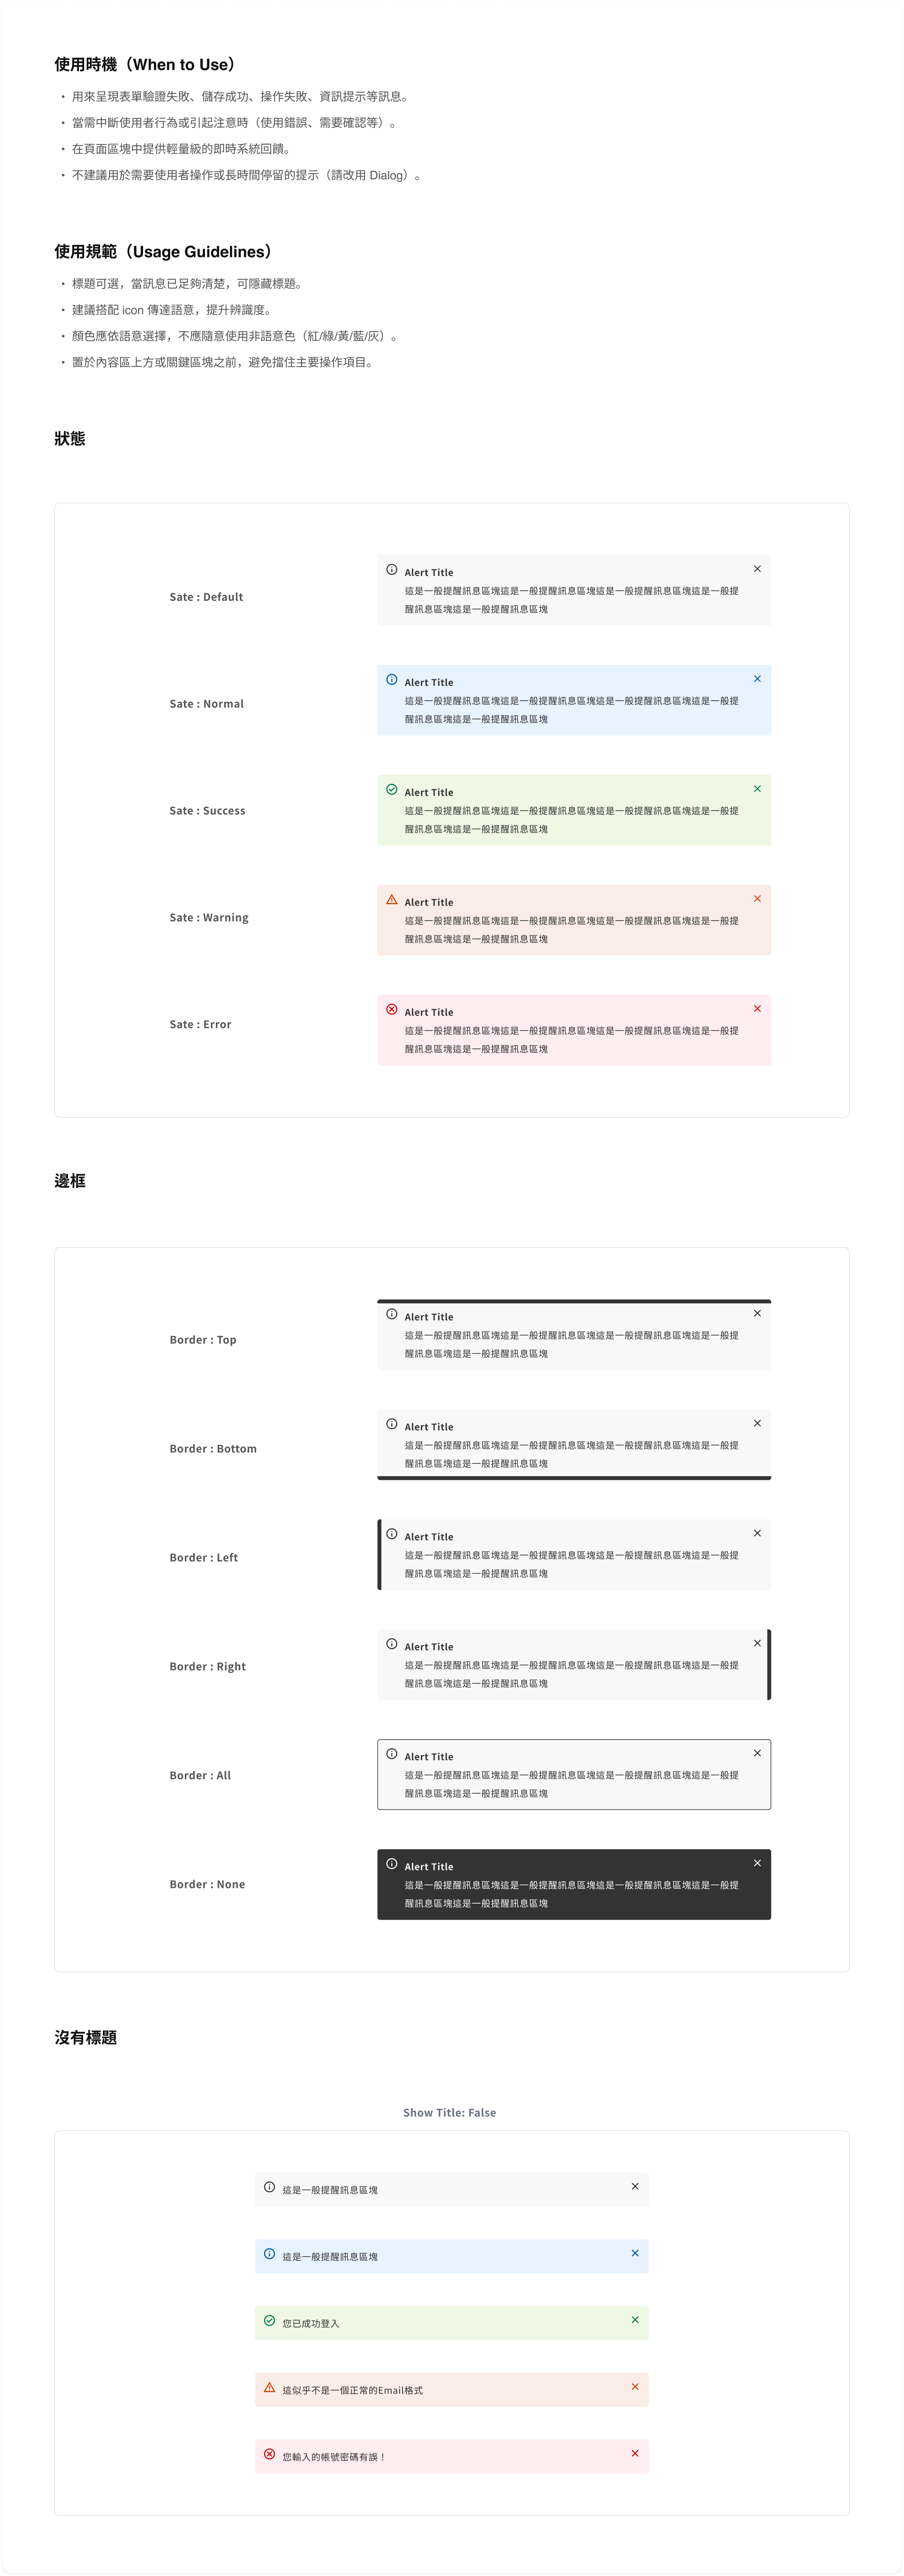 使用時機（When to Use）
• 用來呈現表單驗證失敗、儲存成功、操作失敗、資訊提示等訊息。
• 當需中斷使用者行為或引起注意時（使用錯誤、需要確認等）。
• 在頁面區塊中提供輕量級的即時系統回饋。
• 不建議用於需要使用者操作或長時間停留的提示（請改用 Dialog）。
使用規範（Usage Guidelines）
• 標題可選，當訊息已足夠清楚，可隱藏標題。
• 建議搭配 icon 傳達語意，提升辨識度。
• 顏色應依語意選擇，不應隨意使用非語意色（紅/綠/黃/藍/灰）。
• 置於內容區上方或關鍵區塊之前，避免擋住主要操作項目。
狀態
Sate : Default
Alert Title
這是一般提醒訊息區塊這是一般提醒訊息區塊這是一般提醒訊息區塊這是一般提
醒訊息區塊這是一般提醒訊息區塊
Sate : Normal
Alert Title
這是一般提醒訊息區塊這是一般提醒訊息區塊這是一般提醒訊息區塊這是一般提
醒訊息區塊這是一般提醒訊息區塊
Sate : Success
Alert Title
這是一般提醒訊息區塊這是一般提醒訊息區塊這是一般提醒訊息區塊這是一般提
醒訊息區塊這是一般提醒訊息區塊
Sate : Warning
Alert Title
這是一般提醒訊息區塊這是一般提醒訊息區塊這是一般提醒訊息區塊這是一般提
醒訊息區塊這是一般提醒訊息區塊
Sate : Error
Alert Title
這是一般提醒訊息區塊這是一般提醒訊息區塊這是一般提醒訊息區塊這是一般提
醒訊息區塊這是一般提醒訊息區塊
邊框
Border : Top
Alert Title
這是一般提醒訊息區塊這是一般提醒訊息區塊這是一般提醒訊息區塊這是一般提
醒訊息區塊這是一般提醒訊息區塊
Border : Bottom
Alert Title
這是一般提醒訊息區塊這是一般提醒訊息區塊這是一般提醒訊息區塊這是一般提
醒訊息區塊這是一般提醒訊息區塊
Border : Left
Alert Title
這是一般提醒訊息區塊這是一般提醒訊息區塊這是一般提醒訊息區塊這是一般提
醒訊息區塊這是一般提醒訊息區塊
Border : Right
Alert Title
這是一般提醒訊息區塊這是一般提醒訊息區塊這是一般提醒訊息區塊這是一般提
醒訊息區塊這是一般提醒訊息區塊
Border : All
Alert Title
這是一般提醒訊息區塊這是一般提醒訊息區塊這是一般提醒訊息區塊這是一般提
醒訊息區塊這是一般提醒訊息區塊
Border : None
Alert Title
這是一般提醒訊息區塊這是一般提醒訊息區塊這是一般提醒訊息區塊這是一般提
醒訊息區塊這是一般提醒訊息區塊
沒有標題
Show Title: False
這是一般提醒訊息區塊
這是一般提醒訊息區塊
您已成功登入
這似乎不是一個正常的Email格式
您輸入的帳號密碼有誤！